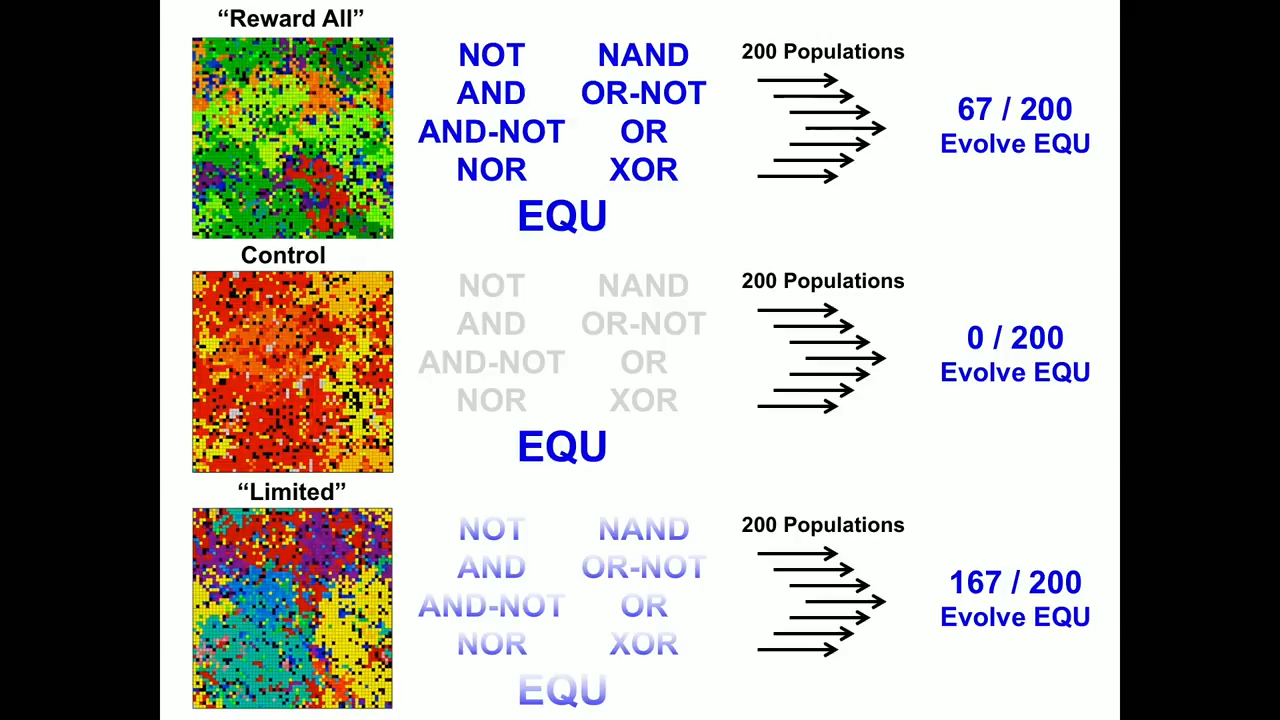 “Reward All”
NOT NAND
AND OR-NOT
AND-NOT OR
NOR XOR
EQU
200 Populations
67 / 200
Evolve EQU
Control
NOT NAND
AND OR-NOT
AND-NOT OR
NOR XOR
EQU
200 Populations
0 / 200
Evolve EQU
“Limited”
NOT NAND
AND OR-NOT
AND-NOT OR
NOR XOR
EQU
200 Populations
167 / 200
Evolve EQU